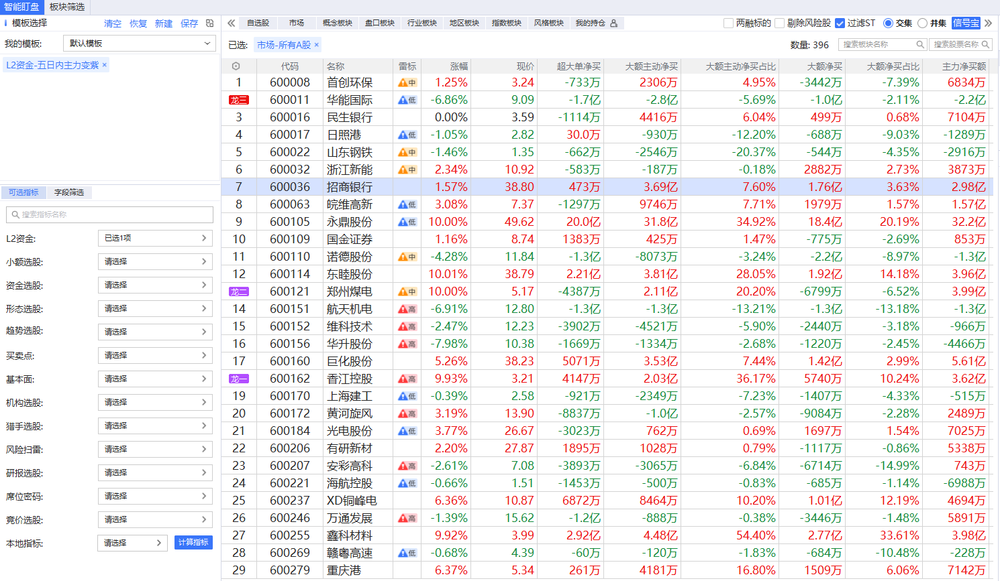 智能盯盘 板块筛选
模板选择 清空 恢复 新建 保存
我的模板: 默认模板
L2资金-五日内主力变紫 ×
可选指标 字段筛选
搜索指标名称
L2资金: 已选1项
小额选股: 请选择
资金选股: 请选择
形态选股: 请选择
趋势选股: 请选择
买卖点: 请选择
基本面: 请选择
机构选股: 请选择
猎手选股: 请选择
风险扫雷: 请选择
研报选股: 请选择
席位密码: 请选择
竞价选股: 请选择
本地指标: 请选择 计算指标
自选股 市场 概念板块 盘口板块 行业板块 地区板块 指数板块 风格板块 我的持仓 两融标的 剔除风险股 过滤ST 交集 并集 信号宝
已选: 市场-所有A股 × 数量: 396 搜索板块名称 搜索股票名称
代码 名称 雷标 涨幅 现价 超大单净买 大额主动净买 大额主动净买占比 大额净买 大额净买占比 主力净买额
1 600008 首创环保 中 1.25% 3.24 -733万 2306万 4.95% -3442万 -7.39% 6834万
龙三 600011 华能国际 低 -6.86% 9.09 -1.7亿 -2.8亿 -5.69% -1.0亿 -2.11% -2.2亿
3 600016 民生银行 0.00% 3.59 -1114万 4416万 6.04% 499万 0.68% 7104万
4 600017 日照港 低 -1.05% 2.82 30.0万 -930万 -12.20% -688万 -9.03% -1289万
5 600022 山东钢铁 中 -1.46% 1.35 -662万 -2546万 -20.37% -544万 -4.35% -2916万
6 600032 浙江新能 中 2.34% 10.92 -583万 -187万 -0.18% 2882万 2.73% 3873万
7 600036 招商银行 1.57% 38.80 473万 3.69亿 7.60% 1.76亿 3.63% 2.98亿
8 600063 皖维高新 低 3.08% 7.37 -1297万 9746万 7.71% 1979万 1.57% 1.57亿
9 600105 永鼎股份 低 10.00% 49.62 20.0亿 31.8亿 34.92% 18.4亿 20.19% 32.2亿
10 600109 国金证券 1.16% 8.74 1383万 425万 1.47% -775万 -2.69% 853万
11 600110 诺德股份 中 -4.28% 11.84 -1.3亿 -8073万 -3.24% -2.2亿 -8.97% -1.3亿
12 600114 东睦股份 10.01% 38.79 2.21亿 3.81亿 28.05% 1.92亿 14.18% 3.96亿
龙二 600121 郑州煤电 中 10.00% 5.17 -4387万 2.11亿 20.20% -6799万 -6.52% 3.99亿
14 600151 航天机电 高 -6.91% 12.80 -1.3亿 -1.3亿 -13.21% -1.3亿 -13.18% -1.3亿
15 600152 维科技术 高 -2.47% 12.23 -3902万 -4521万 -5.90% -2440万 -3.18% -966万
16 600156 华升股份 高 -7.98% 10.38 -1669万 -1334万 -2.68% -1220万 -2.45% -4466万
17 600160 巨化股份 5.26% 38.23 5071万 3.53亿 7.44% 1.42亿 2.99% 5.61亿
龙一 600162 香江控股 高 9.93% 3.21 4147万 2.03亿 36.17% 5740万 10.24% 3.62亿
19 600170 上海建工 低 -0.39% 2.58 -921万 -2349万 -7.23% -1407万 -4.33% -515万
20 600172 黄河旋风 高 3.19% 13.90 -8837万 -1.0亿 -2.57% -9084万 -2.28% 2489万
21 600184 光电股份 低 3.77% 26.67 -3023万 762万 0.69% 1697万 1.54% 7025万
22 600206 有研新材 2.20% 27.87 1895万 1028万 0.79% -1117万 -0.86% 5338万
23 600207 安彩高科 高 -2.61% 7.08 -3893万 -3065万 -6.84% -6714万 -14.99% 743万
24 600221 海航控股 低 -0.66% 1.51 -1453万 -500万 -0.83% -685万 -1.14% -6988万
25 600237 XD铜峰电 6.36% 10.87 6872万 8464万 10.20% 1.01亿 12.19% 4694万
26 600246 万通发展 高 -1.39% 15.62 -1.2亿 -888万 -0.38% -3446万 -1.48% 5891万
27 600255 鑫科材料 9.92% 3.99 2.92亿 4.48亿 54.40% 2.77亿 33.61% 3.98亿
28 600269 赣粤高速 低 -0.68% 4.39 -60万 -120万 -1.83% -684万 -10.48% -228万
29 600279 重庆港 6.37% 5.34 261万 4181万 16.80% 1509万 6.06% 7142万